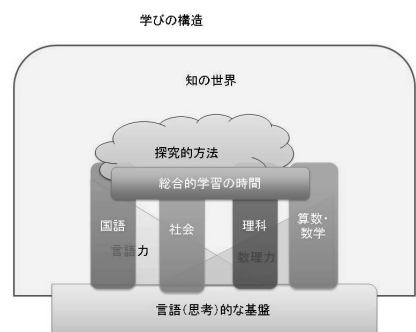 学びの構造
知の世界
探究的方法
総合的学習の時間
国語
社会
理科
算数・
数学
言語力
数理力
言語(思考)的な基盤